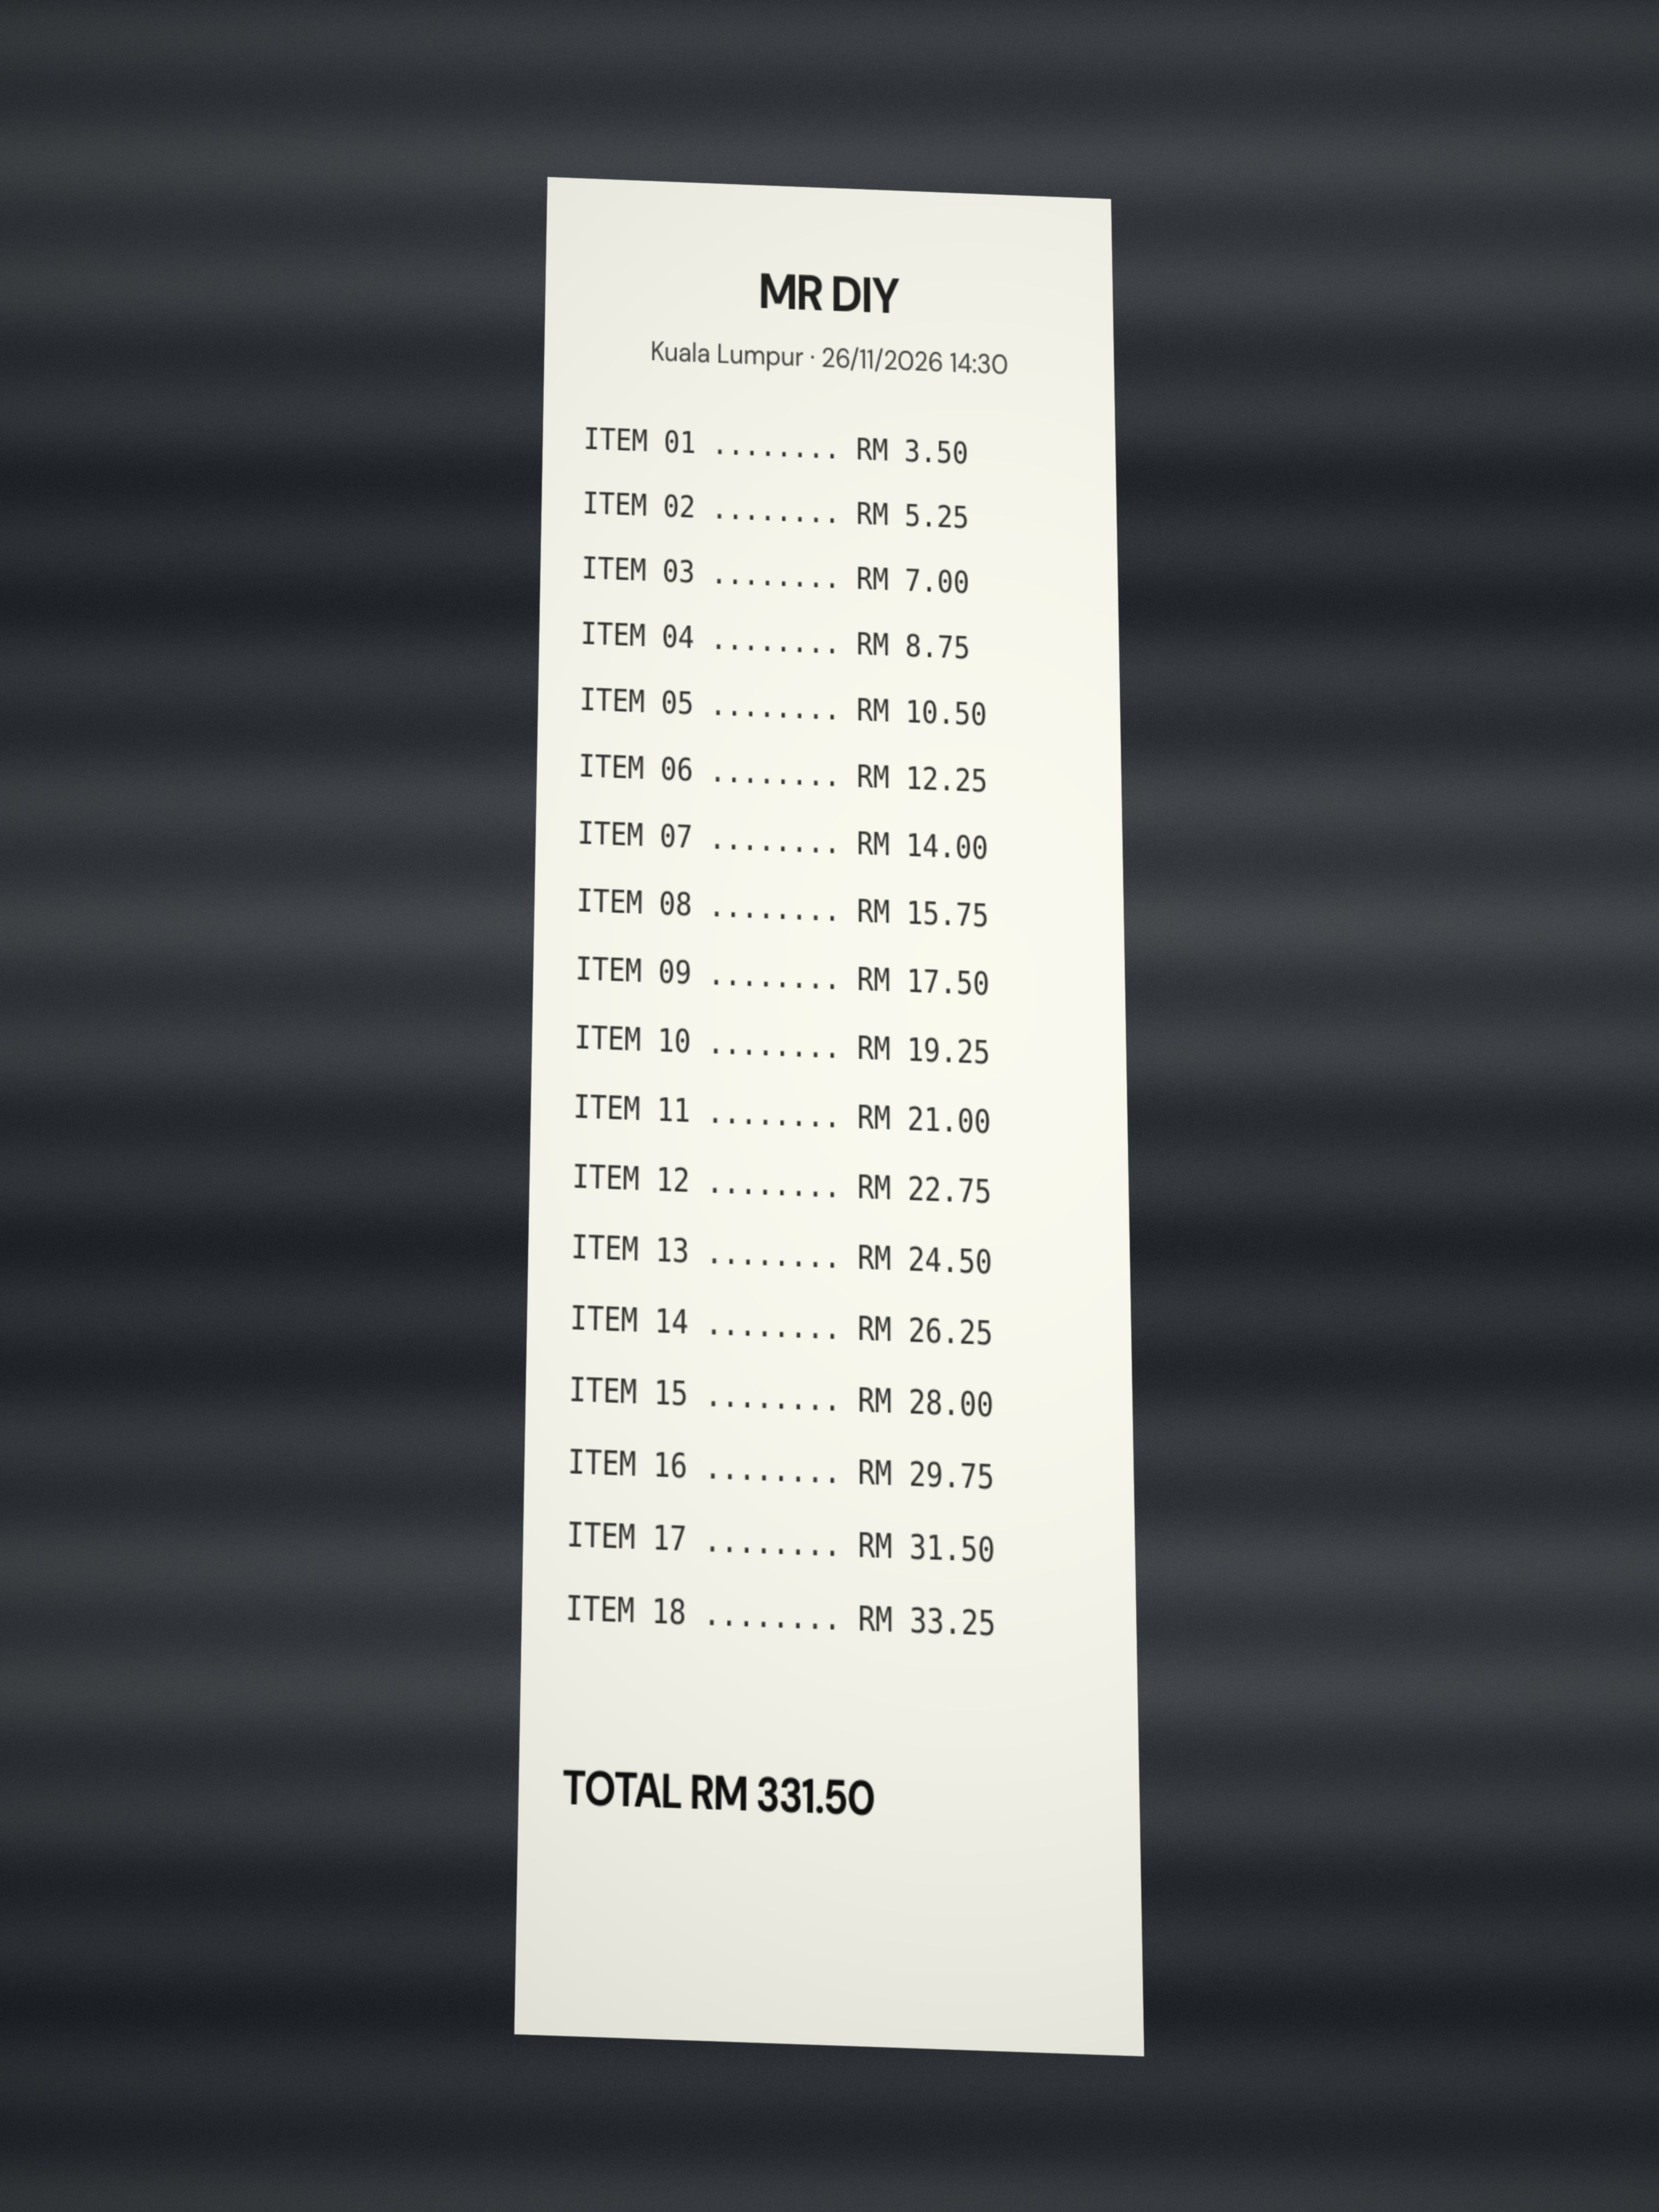 MR DIY
Kuala Lumpur · 26/11/2026 14:30
ITEM 01 ........ RM 3.50
ITEM 02 ........ RM 5.25
ITEM 03 ........ RM 7.00
ITEM 04 ........ RM 8.75
ITEM 05 ........ RM 10.50
ITEM 06 ........ RM 12.25
ITEM 07 ........ RM 14.00
ITEM 08 ........ RM 15.75
ITEM 09 ........ RM 17.50
ITEM 10 ........ RM 19.25
ITEM 11 ........ RM 21.00
ITEM 12 ........ RM 22.75
ITEM 13 ........ RM 24.50
ITEM 14 ........ RM 26.25
ITEM 15 ........ RM 28.00
ITEM 16 ........ RM 29.75
ITEM 17 ........ RM 31.50
ITEM 18 ........ RM 33.25
TOTAL RM 331.50